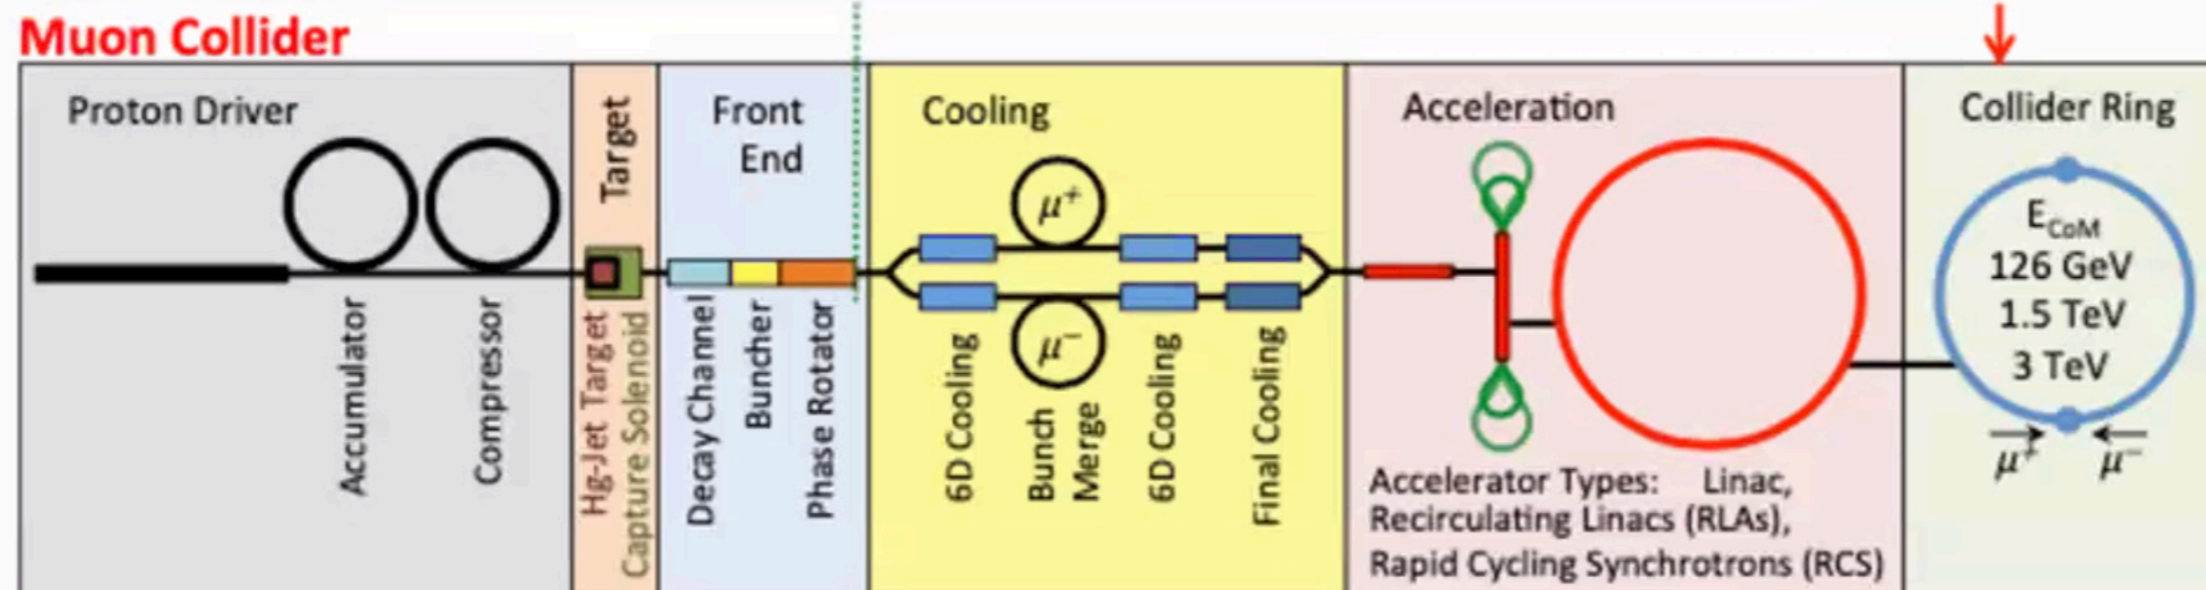 Muon Collider
Proton Driver
Accumulator
Compressor
Target
Hg-Jet Target
Capture Solenoid
Front
End
Decay Channel
Buncher
Phase Rotator
Cooling
μ+
μ−
6D Cooling
Bunch
Merge
6D Cooling
Final Cooling
Acceleration
Accelerator Types: Linac,
Recirculating Linacs (RLAs),
Rapid Cycling Synchrotrons (RCS)
Collider Ring
ECoM
126 GeV
1.5 TeV
3 TeV
μ+ μ−